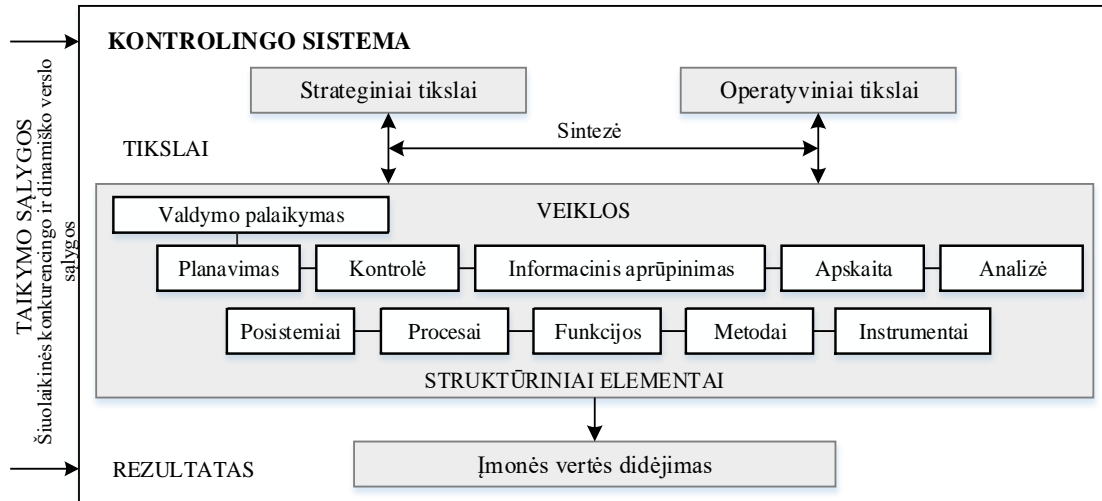 TAIKYMO SĄLYGOS
Šiuolaikinės konkurencingo ir dinamiško verslo
sąlygos
KONTROLINGO SISTEMA
Strateginiai tikslai
Operatyviniai tikslai
Sintezė
TIKSLAI
VEIKLOS
Valdymo palaikymas
Planavimas
Kontrolė
Informacinis aprūpinimas
Apskaita
Analizė
Posistemiai
Procesai
Funkcijos
Metodai
Instrumentai
STRUKTŪRINIAI ELEMENTAI
REZULTATAS
Įmonės vertės didėjimas